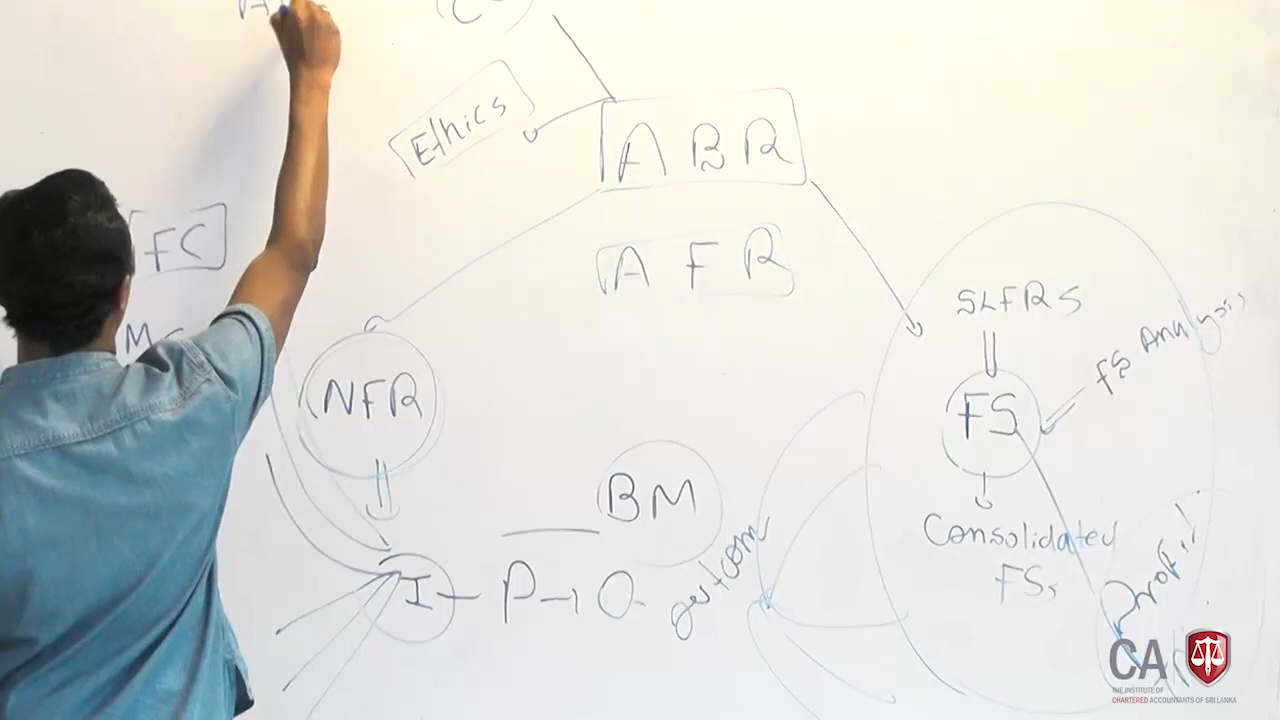 Ethics
ABR
FC
AFR
SLFRS
FS Analysis
NFR
FS
BM
Consolidated
FSs
I - P → O
Profit
CA
THE INSTITUTE OF
CHARTERED ACCOUNTANTS OF SRI LANKA